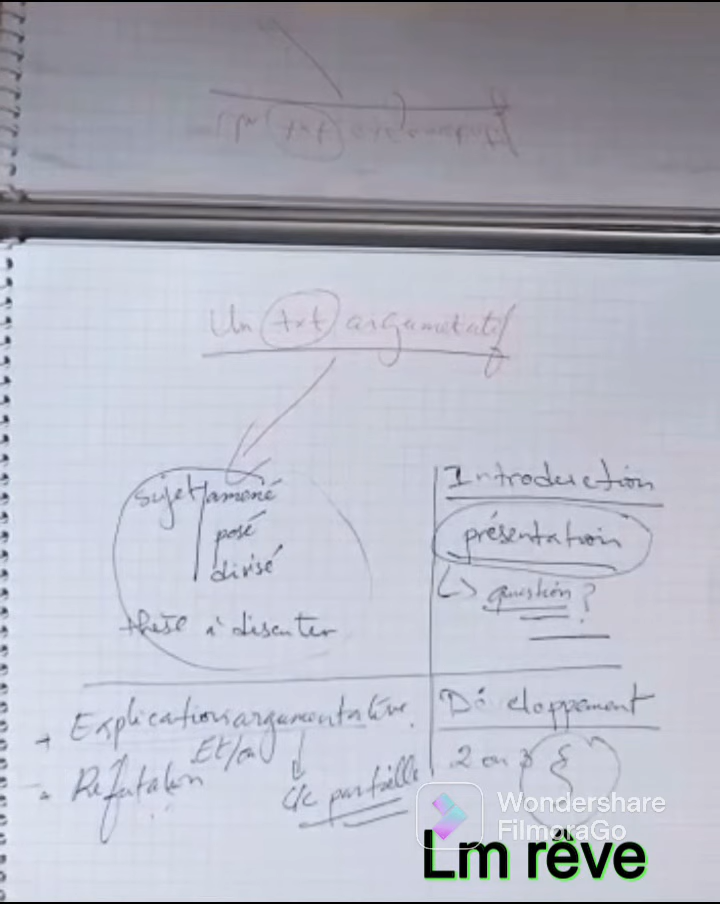 Un txt argumentatif
sujet amené
posé
divisé
thèse à discuter
Introduction
présentation
question ?
+ Explication argumentative
Et/ou
- Réfutation
partielle
Développement
2 ou 3 §
Wondershare
FilmoraGo
Lm rêve